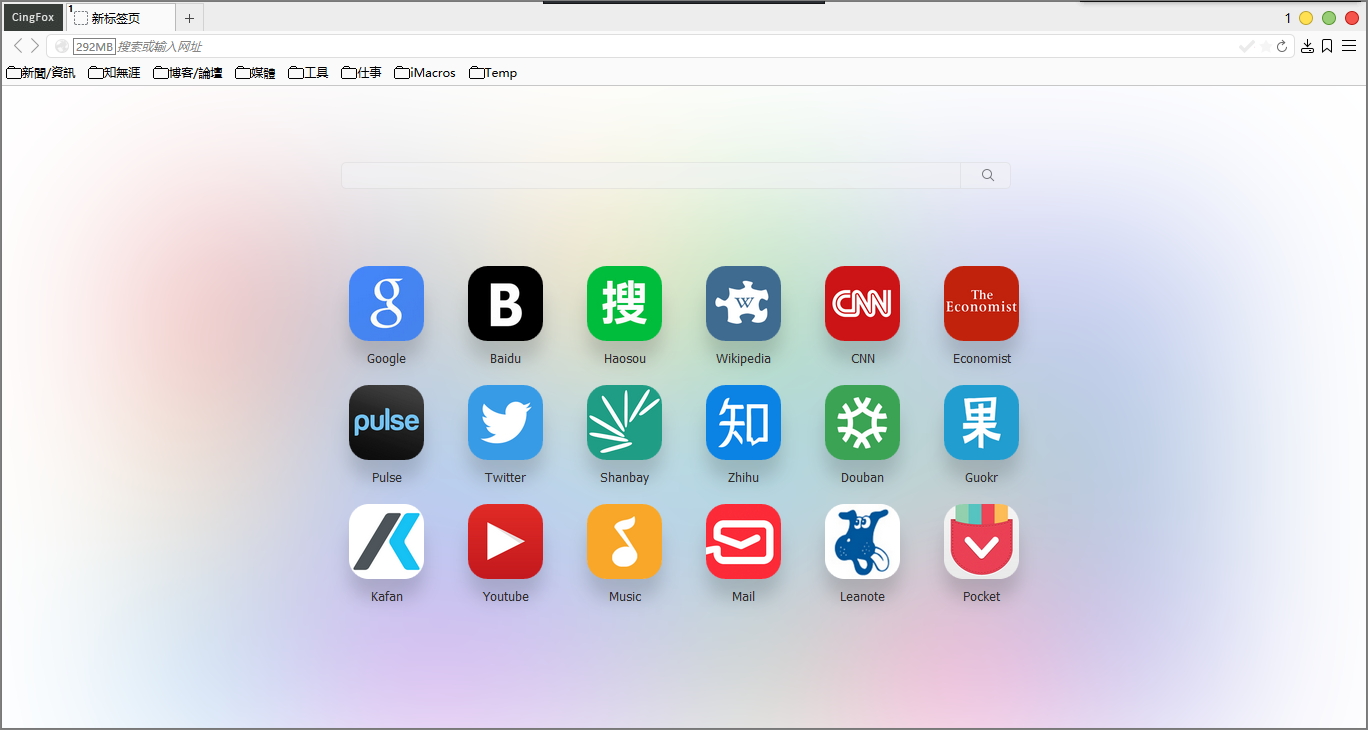 CingFox
1
新标签页
+
1
292MB
搜索或输入网址
新聞/資訊
知無涯
博客/論壇
媒體
工具
仕事
iMacros
Temp
g
B
搜
W
CNN
The
Economist
Google
Baidu
Haosou
Wikipedia
CNN
Economist
pulse
知
果
Pulse
Twitter
Shanbay
Zhihu
Douban
Guokr
Kafan
Youtube
Music
Mail
Leanote
Pocket